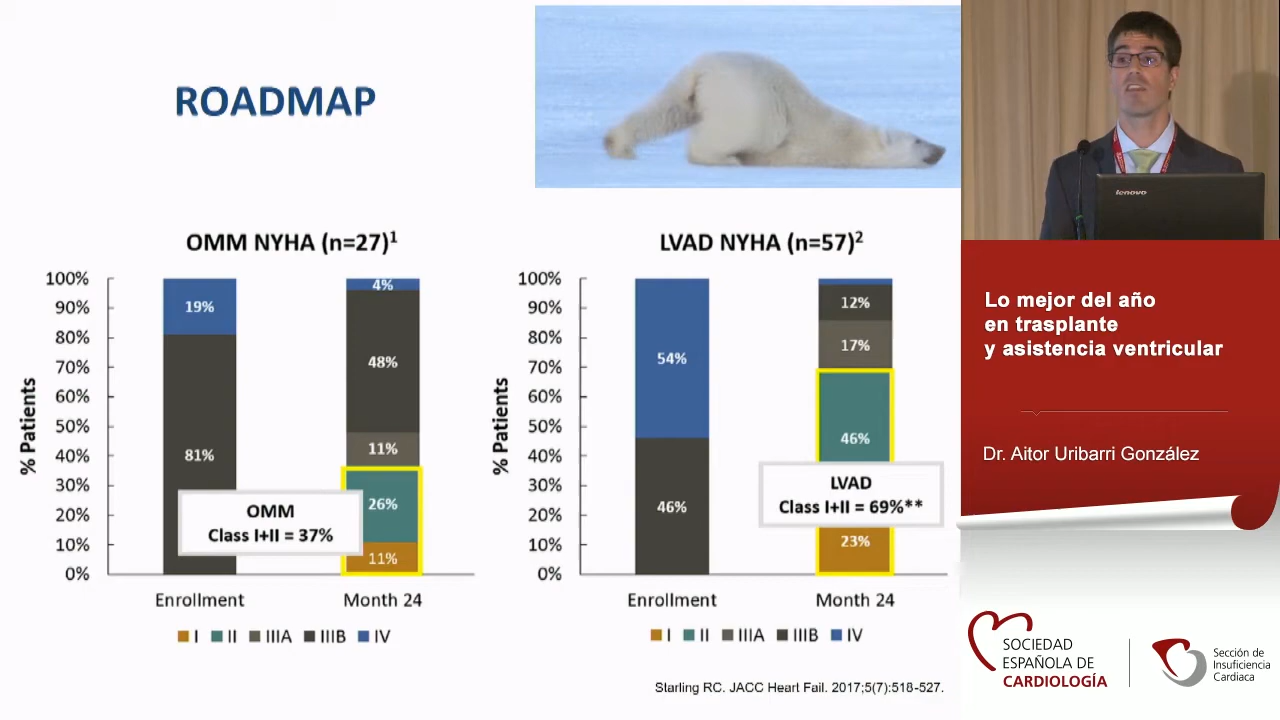 ROADMAP
OMM NYHA (n=27)¹
100%
90%
80%
70%
60%
50%
40%
30%
20%
10%
0%
% Patients
19%
81%
4%
48%
11%
26%
11%
OMM
Class I+II = 37%
Enrollment
Month 24
I II IIIA IIIB IV
LVAD NYHA (n=57)²
100%
90%
80%
70%
60%
50%
40%
30%
20%
10%
0%
% Patients
54%
46%
12%
17%
46%
LVAD
Class I+II = 69%**
23%
Enrollment
Month 24
I II IIIA IIIB IV
Starling RC. JACC Heart Fail. 2017;5(7):518-527.
lenovo
Lo mejor del año
en trasplante
y asistencia ventricular
Dr. Aitor Uribarri González
SOCIEDAD
ESPAÑOLA DE
CARDIOLOGÍA
Sección de
Insuficiencia
Cardiaca